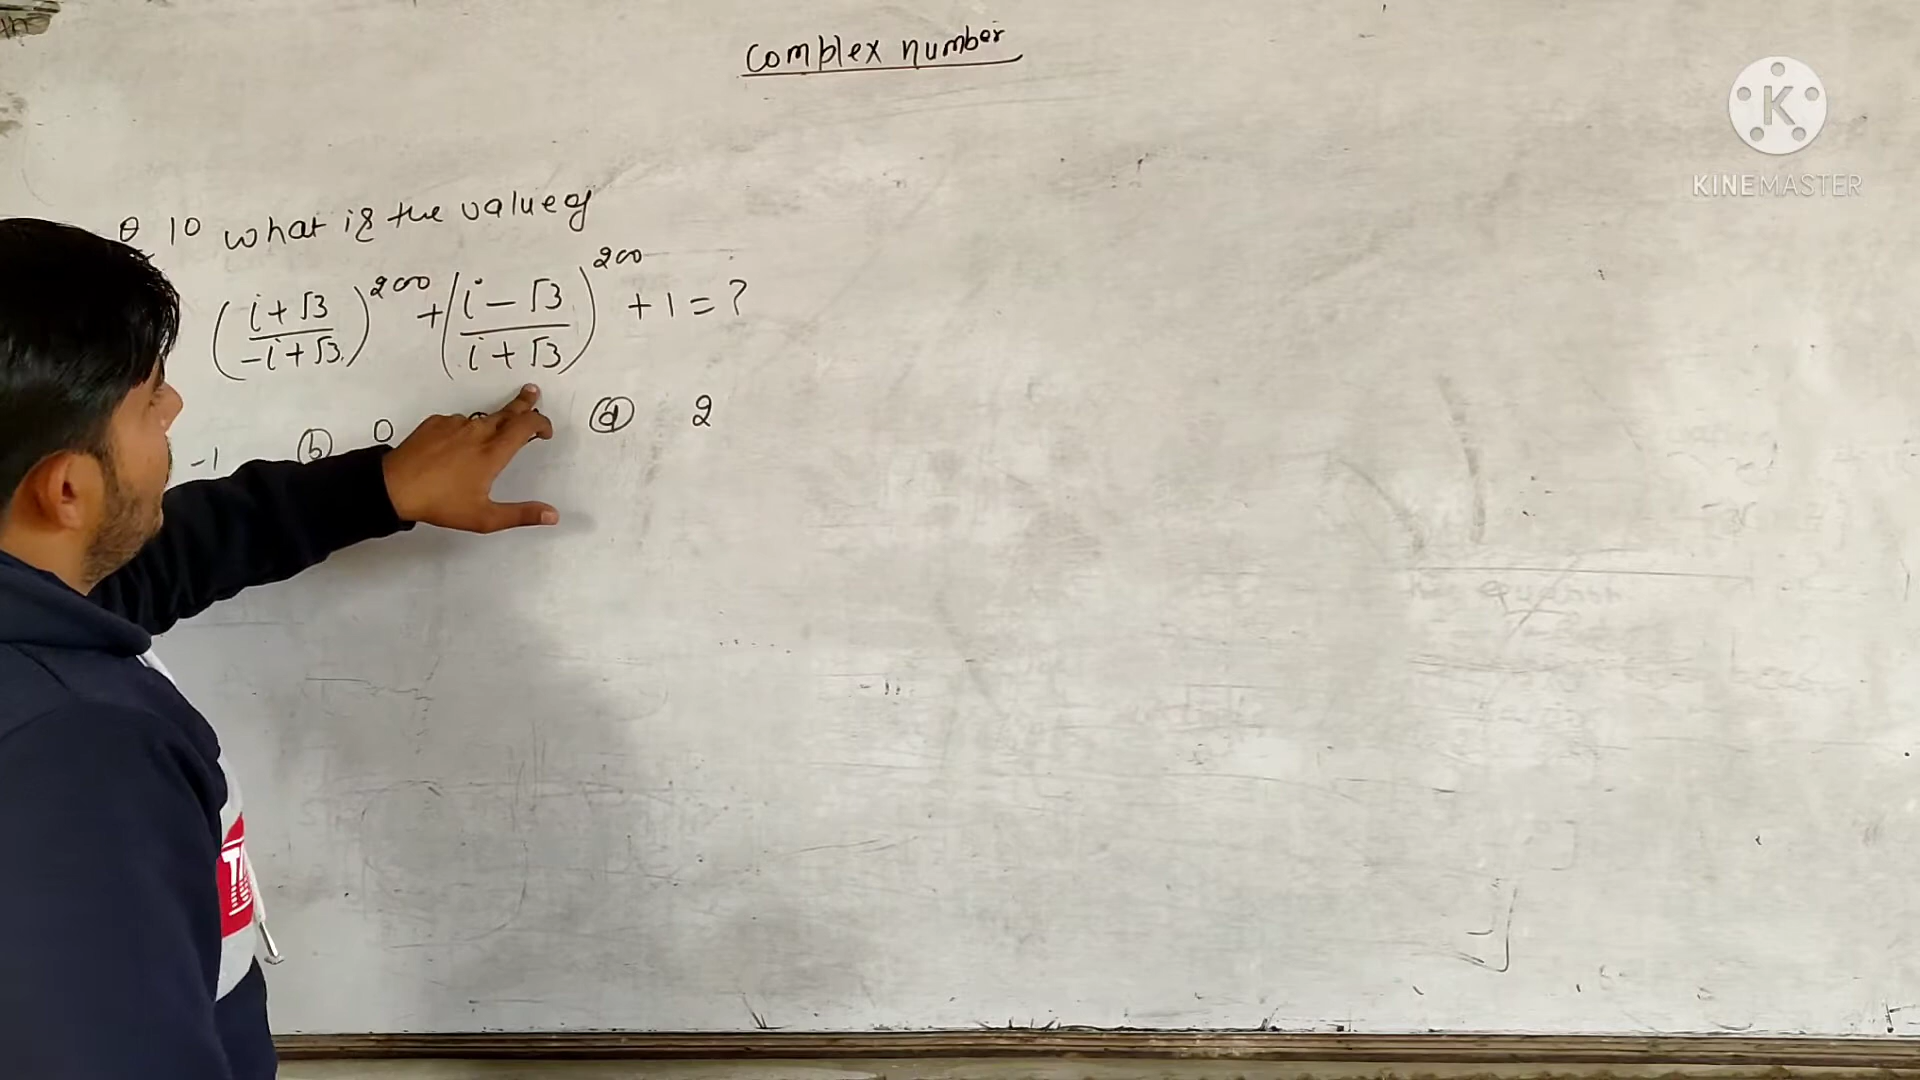 Complex number
K
KINEMASTER
Q 10 What is the value of
(i+√3 / -i+√3)^200 + (i-√3 / i+√3)^200 + 1 = ?
-1 (b) 0 (d) 2